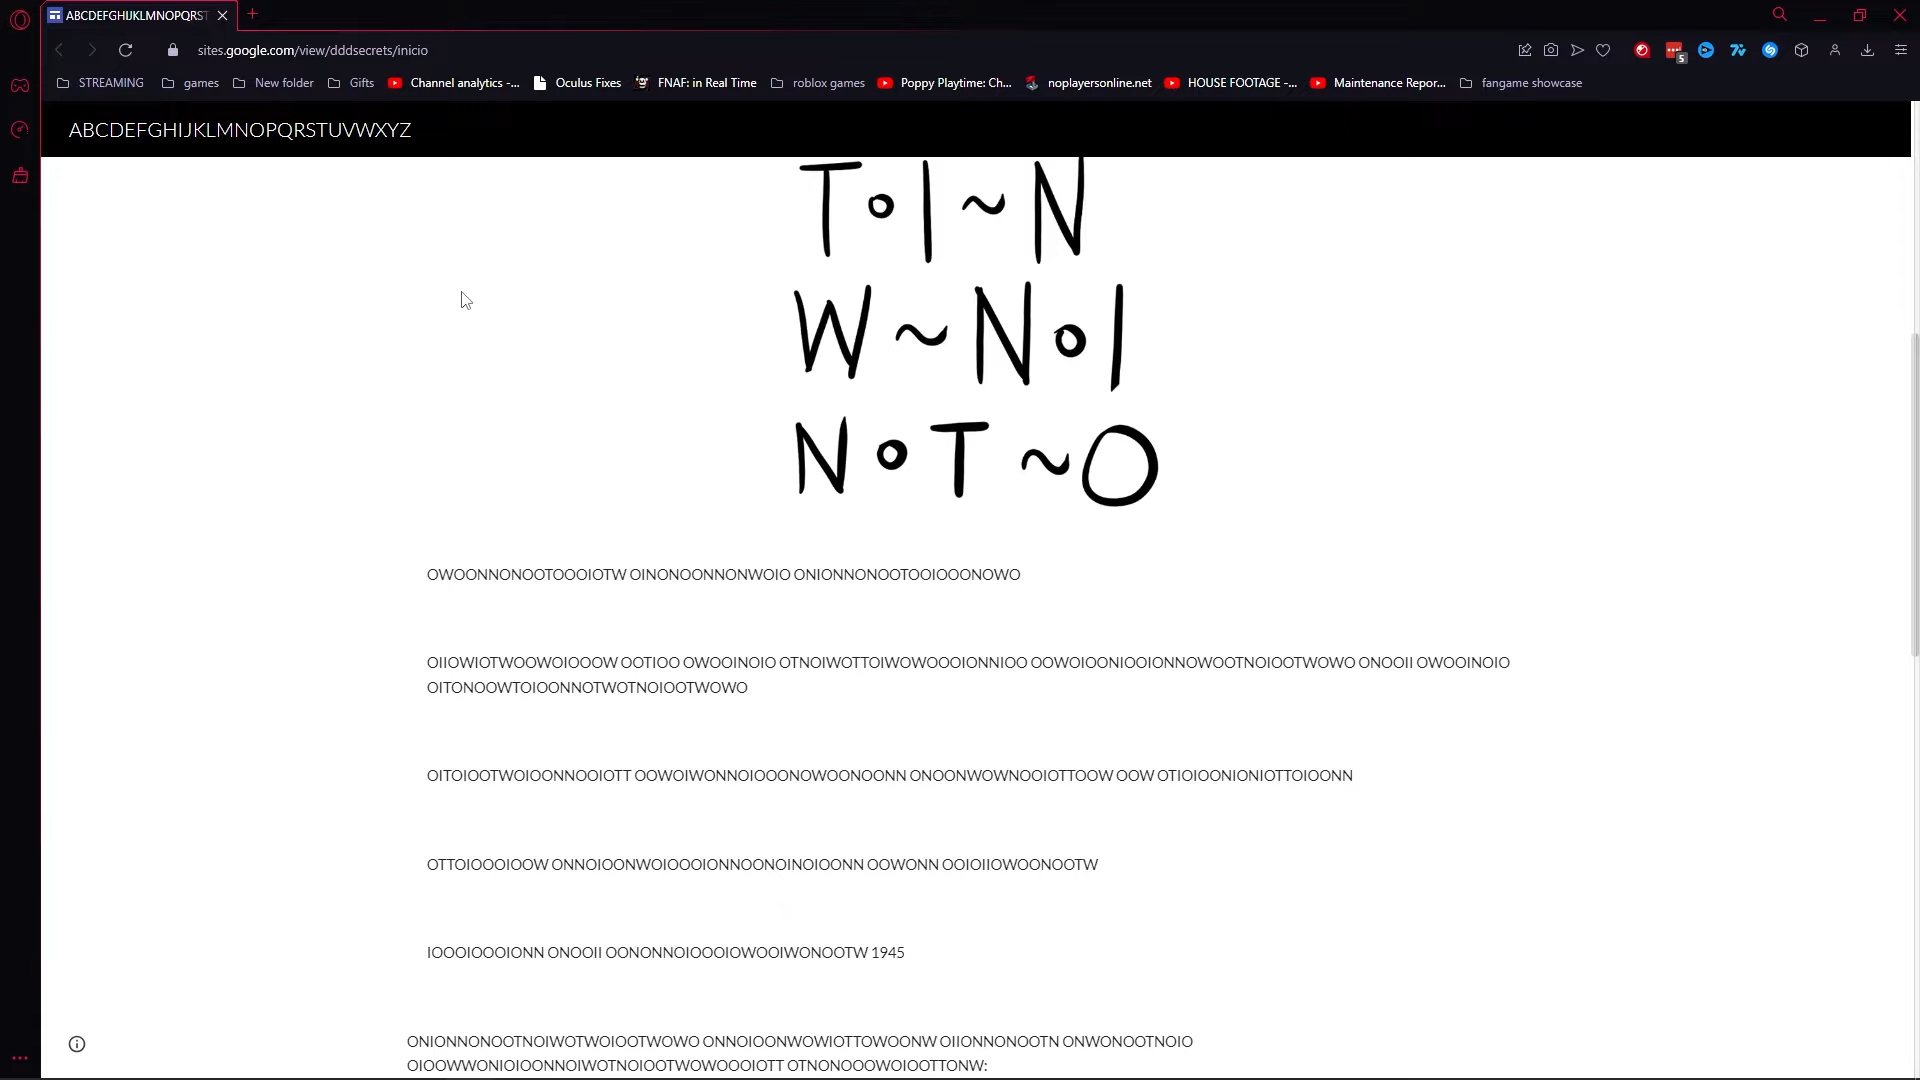 ABCDEFGHIJKLMNOPQRST
sites.google.com/view/dddsecrets/inicio
5
STREAMING games New folder Gifts Channel analytics -... Oculus Fixes FNAF: in Real Time roblox games Poppy Playtime: Ch... noplayersonline.net HOUSE FOOTAGE -... Maintenance Repor... fangame showcase
ABCDEFGHIJKLMNOPQRSTUVWXYZ
T o | ~ N
W ~ N o |
N o T ~ O
OWOONNONOOTOOOIOTW OINONOONNONWOIO ONIONNONOOTOOIOOONOWO
OIIOWIOTWOOWOIOOOW OOTIOO OWOOINOIO OTNOIWOTTOIWOWOOOIONNIOO OOWOIOONIOOIONNOWOOTNOIOOTWOWO ONOOII OWOOINOIO
OITONOOWTOIOONNOTWOTNOIOOTWOWO
OITOIOOTWOIOONNOOIOTT OOWOIWONNOIOOONOWOONOONN ONOONWOWNOOIOTTOOW OOW OTIOIOONIONIOTTOIOONN
OTTOIOOOIOOW ONNOIOONWOIOOOIONNOONOINOIOONN OOWONN OOIOIIOWOONOOTW
IOOOIOOOIONN ONOOII OONONNOIOOOIOWOOIWONOOTW 1945
ONIONNONOOTNOIWOTWOIOOTWOWO ONNOIOONWOWIOTTOWOONW OIIONNONOOTN ONWONOOTNOIO
OIOOWWONIOIOONNOIWOTNOIOOTWOWOOOIOTT OTNONOOOWOIOOTTONW: